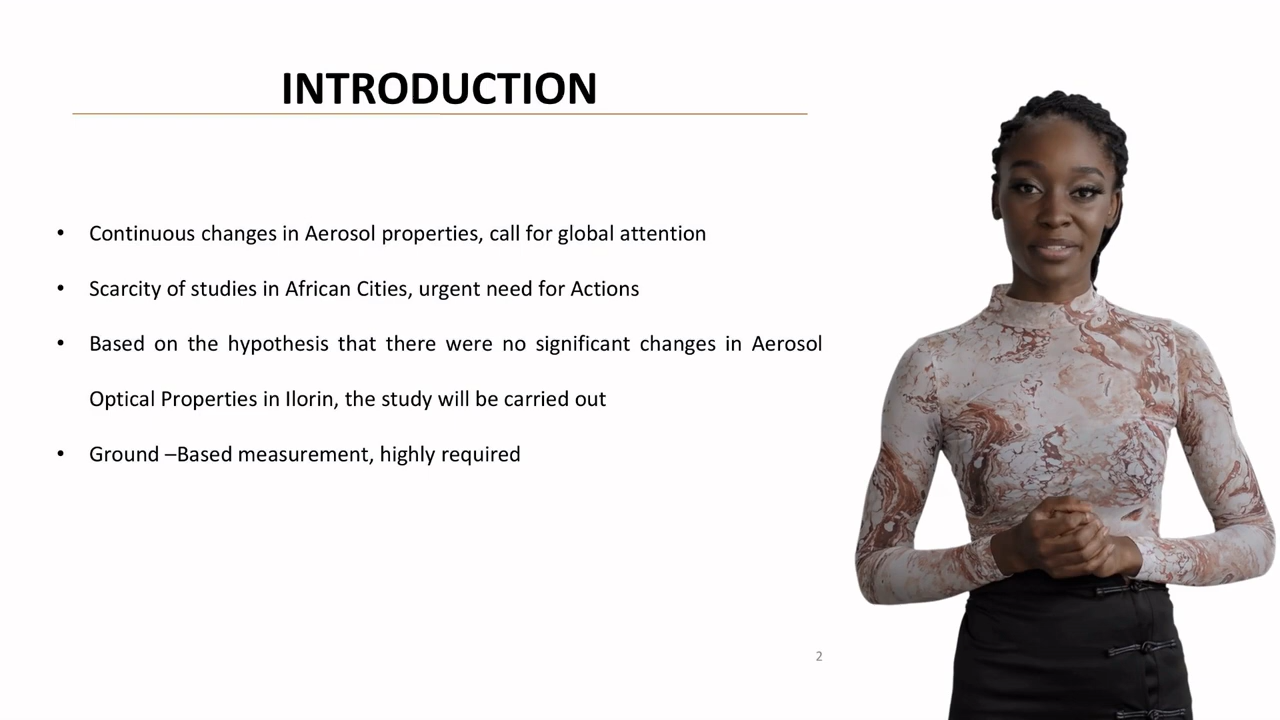 INTRODUCTION
• Continuous changes in Aerosol properties, call for global attention
• Scarcity of studies in African Cities, urgent need for Actions
• Based on the hypothesis that there were no significant changes in Aerosol
Optical Properties in Ilorin, the study will be carried out
• Ground –Based measurement, highly required
2